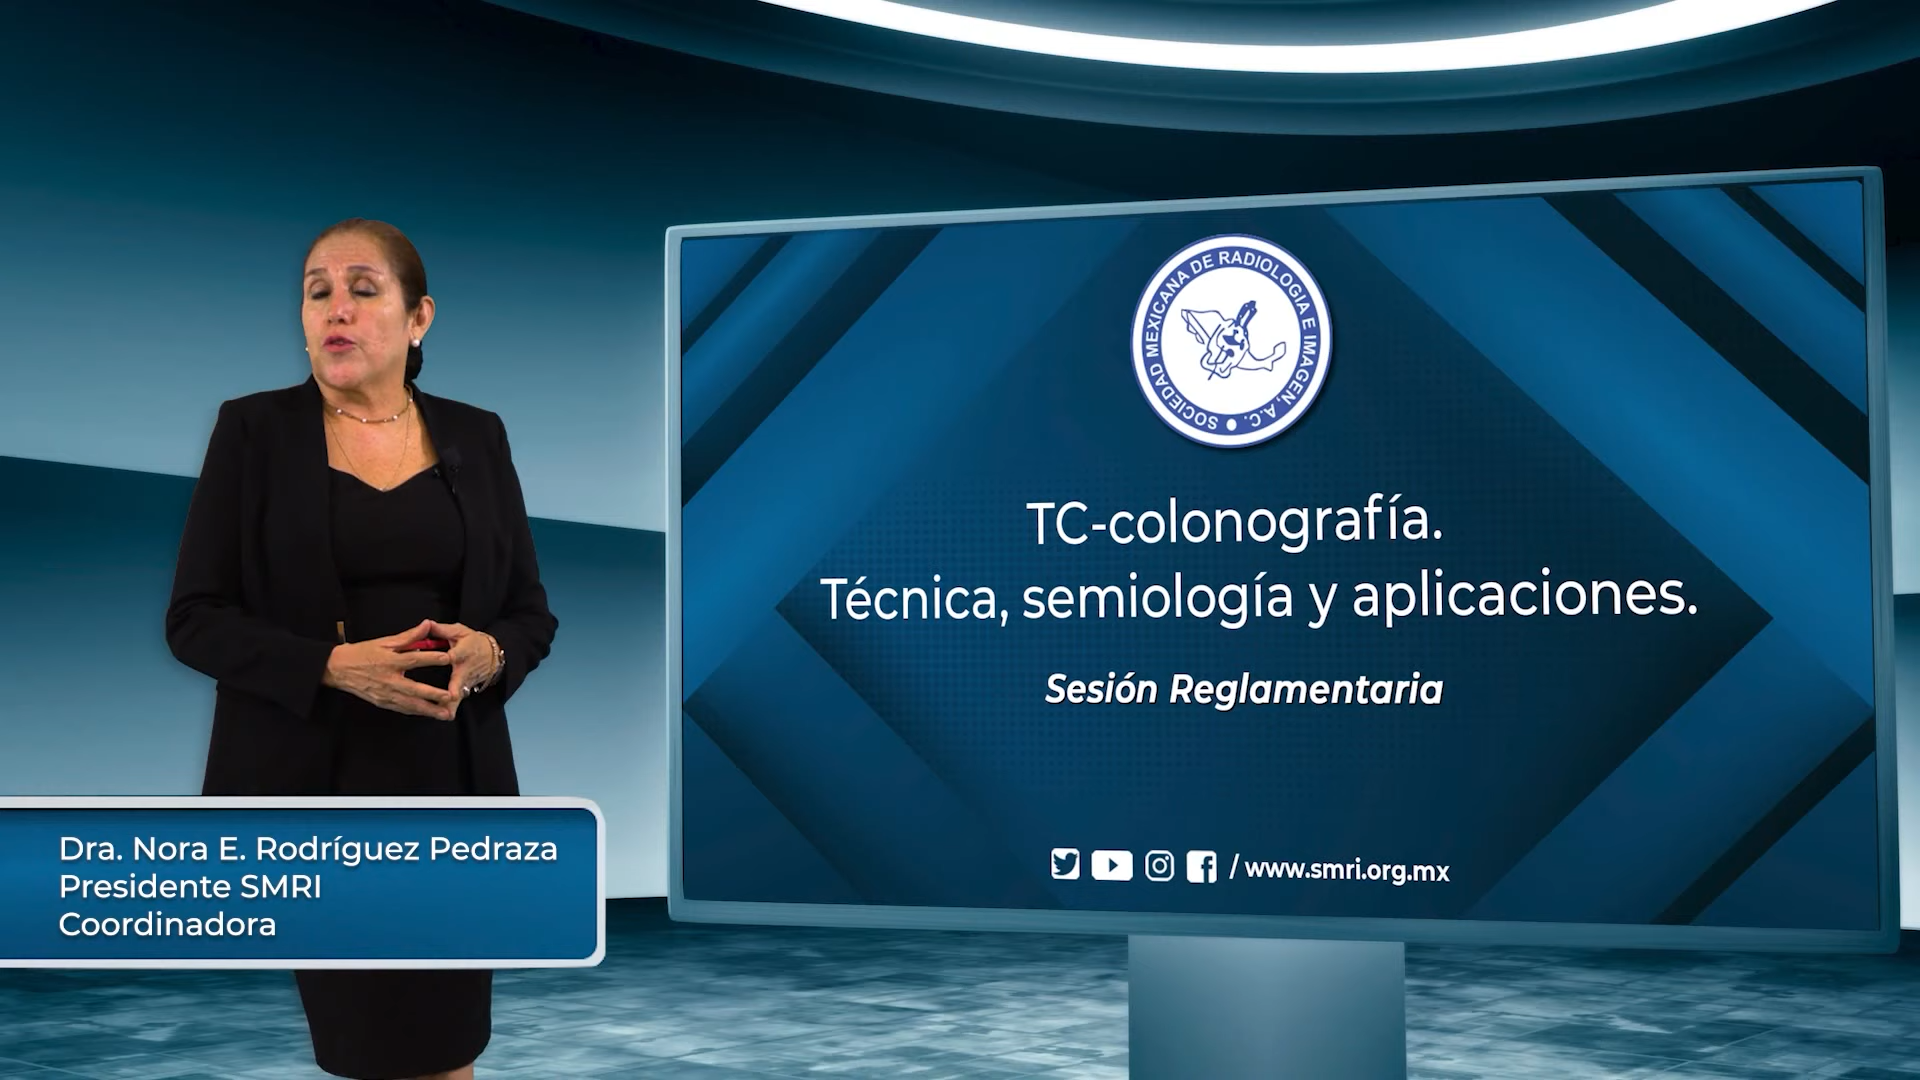 SOCIEDAD MEXICANA DE RADIOLOGIA E IMAGEN, A.C.
TC-colonografía.
Técnica, semiología y aplicaciones.
Sesión Reglamentaria
/ www.smri.org.mx
Dra. Nora E. Rodríguez Pedraza
Presidente SMRI
Coordinadora